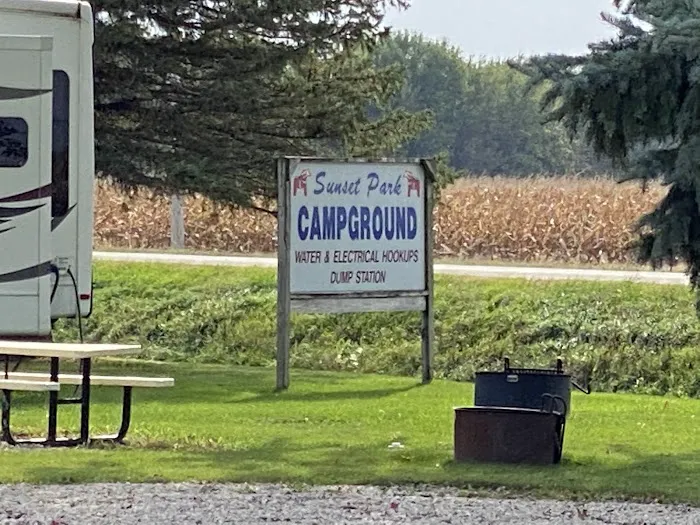 Sunset Park
CAMPGROUND
WATER & ELECTRICAL HOOKUPS
DUMP STATION